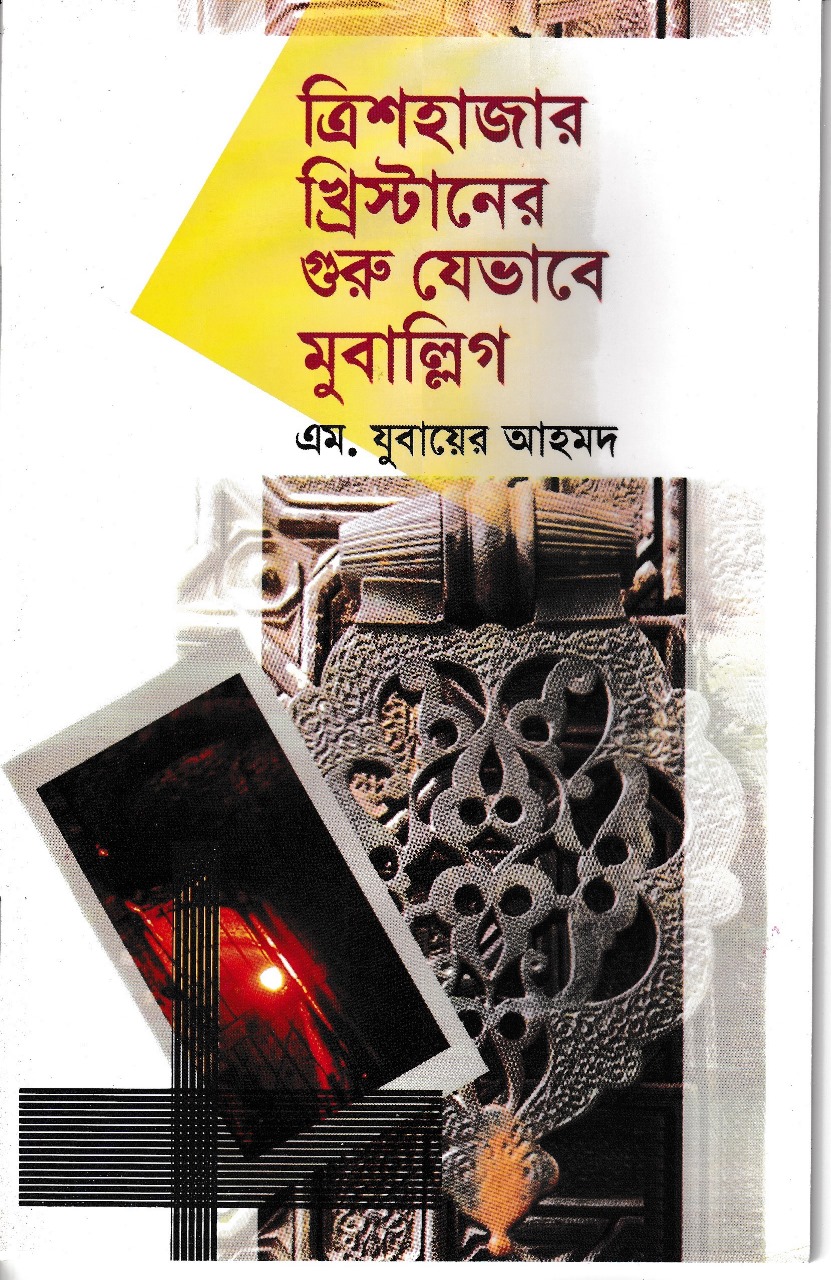 ত্রিশহাজার
খ্রিস্টানের
গুরু যেভাবে
মুবাল্লিগ
এম. যুবায়ের আহমদ